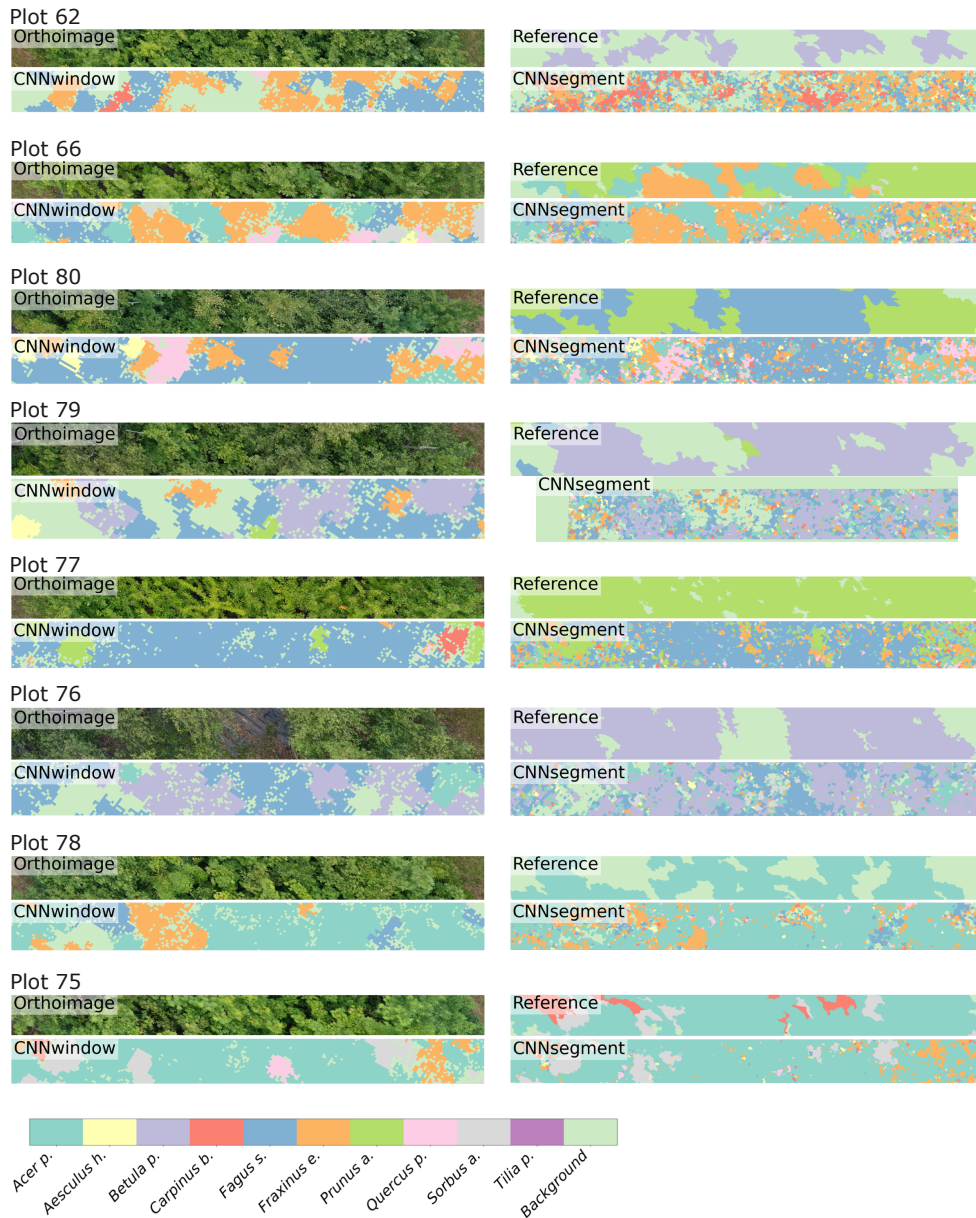 Plot 62
Orthoimage
Reference
CNNwindow
CNNsegment
Plot 66
Orthoimage
Reference
CNNwindow
CNNsegment
Plot 80
Orthoimage
Reference
CNNwindow
CNNsegment
Plot 79
Orthoimage
Reference
CNNwindow
CNNsegment
Plot 77
Orthoimage
Reference
CNNwindow
CNNsegment
Plot 76
Orthoimage
Reference
CNNwindow
CNNsegment
Plot 78
Orthoimage
Reference
CNNwindow
CNNsegment
Plot 75
Orthoimage
Reference
CNNwindow
CNNsegment
Acer p.
Aesculus h.
Betula p.
Carpinus b.
Fagus s.
Fraxinus e.
Prunus a.
Quercus p.
Sorbus a.
Tilia p.
Background